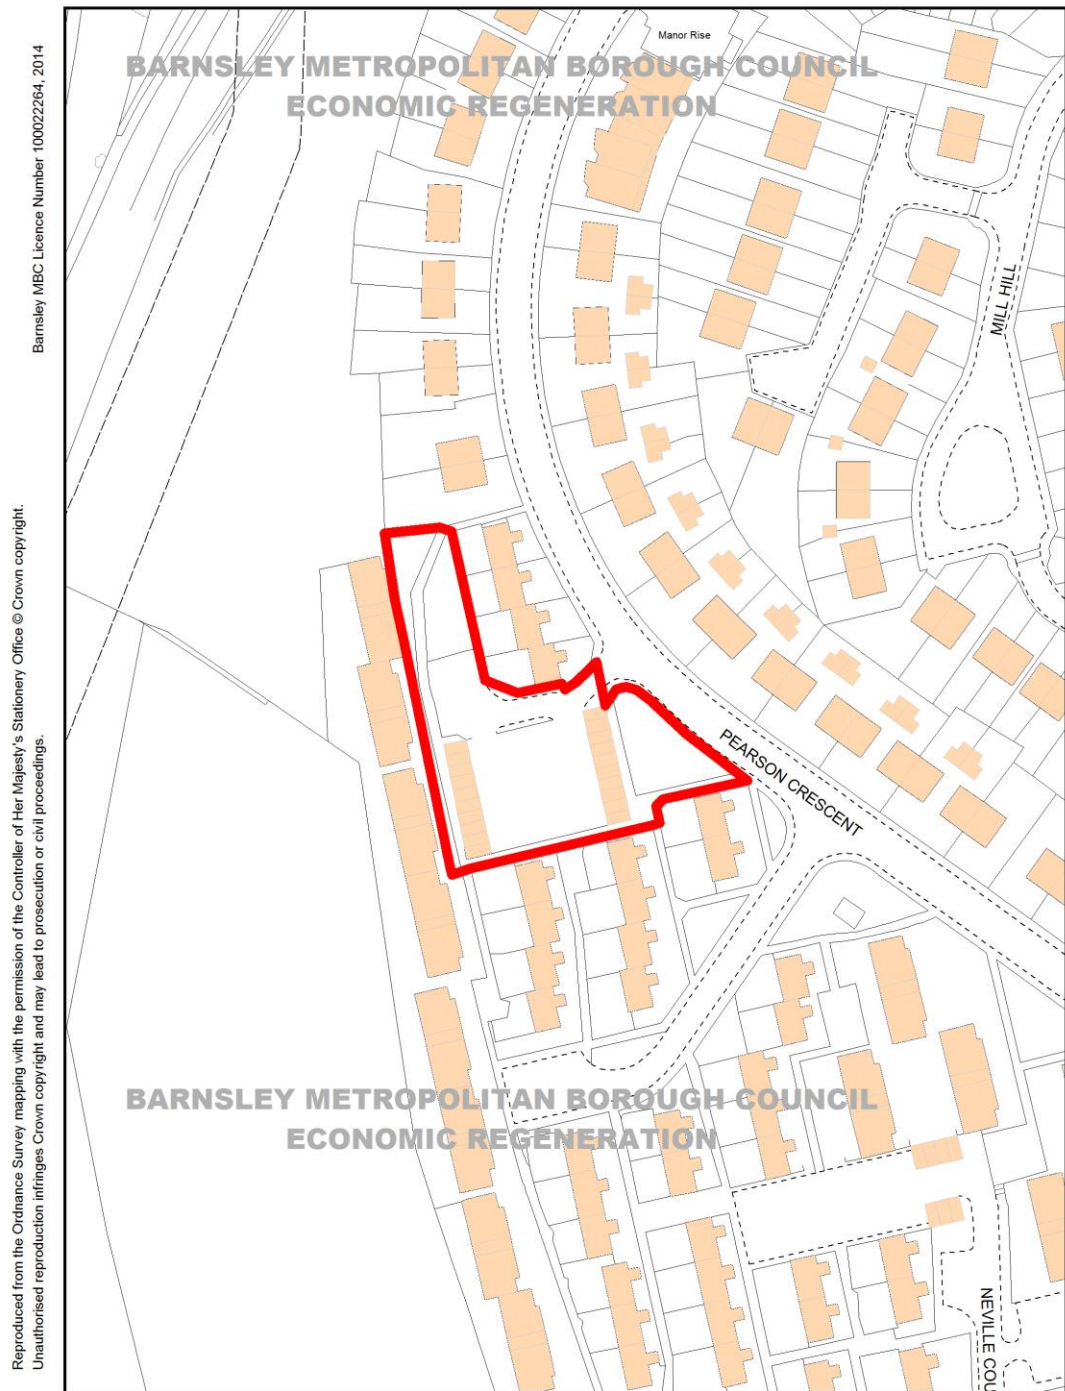 Manor Rise
BARNSLEY METROPOLITAN BOROUGH COUNCIL
ECONOMIC REGENERATION
MILL HILL
PEARSON CRESCENT
BARNSLEY METROPOLITAN BOROUGH COUNCIL
ECONOMIC REGENERATION
NEVILLE COU
Barnsley MBC Licence Number 100022264, 2014
Reproduced from the Ordnance Survey mapping with the permission of the Controller of Her Majesty's Stationery Office © Crown copyright.
Unauthorised reproduction infringes Crown copyright and may lead to prosecution or civil proceedings.